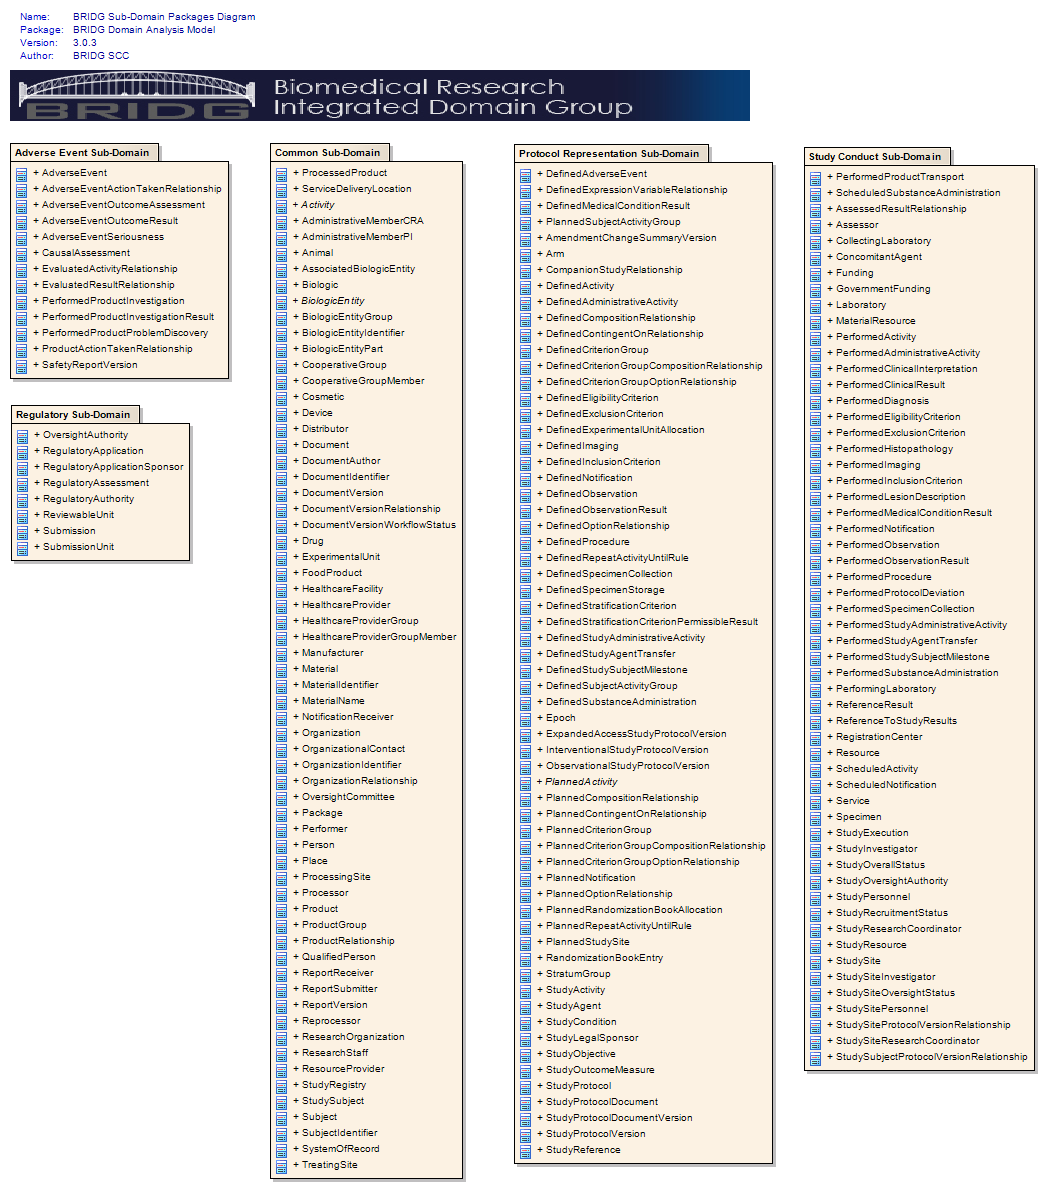 Name: BRIDG Sub-Domain Packages Diagram
Package: BRIDG Domain Analysis Model
Version: 3.0.3
Author: BRIDG SCC
BRIDG
Biomedical Research
Integrated Domain Group
Adverse Event Sub-Domain
+ AdverseEvent
+ AdverseEventActionTakenRelationship
+ AdverseEventOutcomeAssessment
+ AdverseEventOutcomeResult
+ AdverseEventSeriousness
+ CausalAssessment
+ EvaluatedActivityRelationship
+ EvaluatedResultRelationship
+ PerformedProductInvestigation
+ PerformedProductInvestigationResult
+ PerformedProductProblemDiscovery
+ ProductActionTakenRelationship
+ SafetyReportVersion
Regulatory Sub-Domain
+ OversightAuthority
+ RegulatoryApplication
+ RegulatoryApplicationSponsor
+ RegulatoryAssessment
+ RegulatoryAuthority
+ ReviewableUnit
+ Submission
+ SubmissionUnit
Common Sub-Domain
+ ProcessedProduct
+ ServiceDeliveryLocation
+ Activity
+ AdministrativeMemberCRA
+ AdministrativeMemberPI
+ Animal
+ AssociatedBiologicEntity
+ Biologic
+ BiologicEntity
+ BiologicEntityGroup
+ BiologicEntityIdentifier
+ BiologicEntityPart
+ CooperativeGroup
+ CooperativeGroupMember
+ Cosmetic
+ Device
+ Distributor
+ Document
+ DocumentAuthor
+ DocumentIdentifier
+ DocumentVersion
+ DocumentVersionRelationship
+ DocumentVersionWorkflowStatus
+ Drug
+ ExperimentalUnit
+ FoodProduct
+ HealthcareFacility
+ HealthcareProvider
+ HealthcareProviderGroup
+ HealthcareProviderGroupMember
+ Manufacturer
+ Material
+ MaterialIdentifier
+ MaterialName
+ NotificationReceiver
+ Organization
+ OrganizationalContact
+ OrganizationIdentifier
+ OrganizationRelationship
+ OversightCommittee
+ Package
+ Performer
+ Person
+ Place
+ ProcessingSite
+ Processor
+ Product
+ ProductGroup
+ ProductRelationship
+ QualifiedPerson
+ ReportReceiver
+ ReportSubmitter
+ ReportVersion
+ Reprocessor
+ ResearchOrganization
+ ResearchStaff
+ ResourceProvider
+ StudyRegistry
+ StudySubject
+ Subject
+ SubjectIdentifier
+ SystemOfRecord
+ TreatingSite
Protocol Representation Sub-Domain
+ DefinedAdverseEvent
+ DefinedExpressionVariableRelationship
+ DefinedMedicalConditionResult
+ PlannedSubjectActivityGroup
+ AmendmentChangeSummaryVersion
+ Arm
+ CompanionStudyRelationship
+ DefinedActivity
+ DefinedAdministrativeActivity
+ DefinedCompositionRelationship
+ DefinedContingentOnRelationship
+ DefinedCriterionGroup
+ DefinedCriterionGroupCompositionRelationship
+ DefinedCriterionGroupOptionRelationship
+ DefinedEligibilityCriterion
+ DefinedExclusionCriterion
+ DefinedExperimentalUnitAllocation
+ DefinedImaging
+ DefinedInclusionCriterion
+ DefinedNotification
+ DefinedObservation
+ DefinedObservationResult
+ DefinedOptionRelationship
+ DefinedProcedure
+ DefinedRepeatActivityUntilRule
+ DefinedSpecimenCollection
+ DefinedSpecimenStorage
+ DefinedStratificationCriterion
+ DefinedStratificationCriterionPermissibleResult
+ DefinedStudyAdministrativeActivity
+ DefinedStudyAgentTransfer
+ DefinedStudySubjectMilestone
+ DefinedSubjectActivityGroup
+ DefinedSubstanceAdministration
+ Epoch
+ ExpandedAccessStudyProtocolVersion
+ InterventionalStudyProtocolVersion
+ ObservationalStudyProtocolVersion
+ PlannedActivity
+ PlannedCompositionRelationship
+ PlannedContingentOnRelationship
+ PlannedCriterionGroup
+ PlannedCriterionGroupCompositionRelationship
+ PlannedCriterionGroupOptionRelationship
+ PlannedNotification
+ PlannedOptionRelationship
+ PlannedRandomizationBookAllocation
+ PlannedRepeatActivityUntilRule
+ PlannedStudySite
+ RandomizationBookEntry
+ StratumGroup
+ StudyActivity
+ StudyAgent
+ StudyCondition
+ StudyLegalSponsor
+ StudyObjective
+ StudyOutcomeMeasure
+ StudyProtocol
+ StudyProtocolDocument
+ StudyProtocolDocumentVersion
+ StudyProtocolVersion
+ StudyReference
Study Conduct Sub-Domain
+ PerformedProductTransport
+ ScheduledSubstanceAdministration
+ AssessedResultRelationship
+ Assessor
+ CollectingLaboratory
+ ConcomitantAgent
+ Funding
+ GovernmentFunding
+ Laboratory
+ MaterialResource
+ PerformedActivity
+ PerformedAdministrativeActivity
+ PerformedClinicalInterpretation
+ PerformedClinicalResult
+ PerformedDiagnosis
+ PerformedEligibilityCriterion
+ PerformedExclusionCriterion
+ PerformedHistopathology
+ PerformedImaging
+ PerformedInclusionCriterion
+ PerformedLesionDescription
+ PerformedMedicalConditionResult
+ PerformedNotification
+ PerformedObservation
+ PerformedObservationResult
+ PerformedProcedure
+ PerformedProtocolDeviation
+ PerformedSpecimenCollection
+ PerformedStudyAdministrativeActivity
+ PerformedStudyAgentTransfer
+ PerformedStudySubjectMilestone
+ PerformedSubstanceAdministration
+ PerformingLaboratory
+ ReferenceResult
+ ReferenceToStudyResults
+ RegistrationCenter
+ Resource
+ ScheduledActivity
+ ScheduledNotification
+ Service
+ Specimen
+ StudyExecution
+ StudyInvestigator
+ StudyOverallStatus
+ StudyOversightAuthority
+ StudyPersonnel
+ StudyRecruitmentStatus
+ StudyResearchCoordinator
+ StudyResource
+ StudySite
+ StudySiteInvestigator
+ StudySiteOversightStatus
+ StudySitePersonnel
+ StudySiteProtocolVersionRelationship
+ StudySiteResearchCoordinator
+ StudySubjectProtocolVersionRelationship